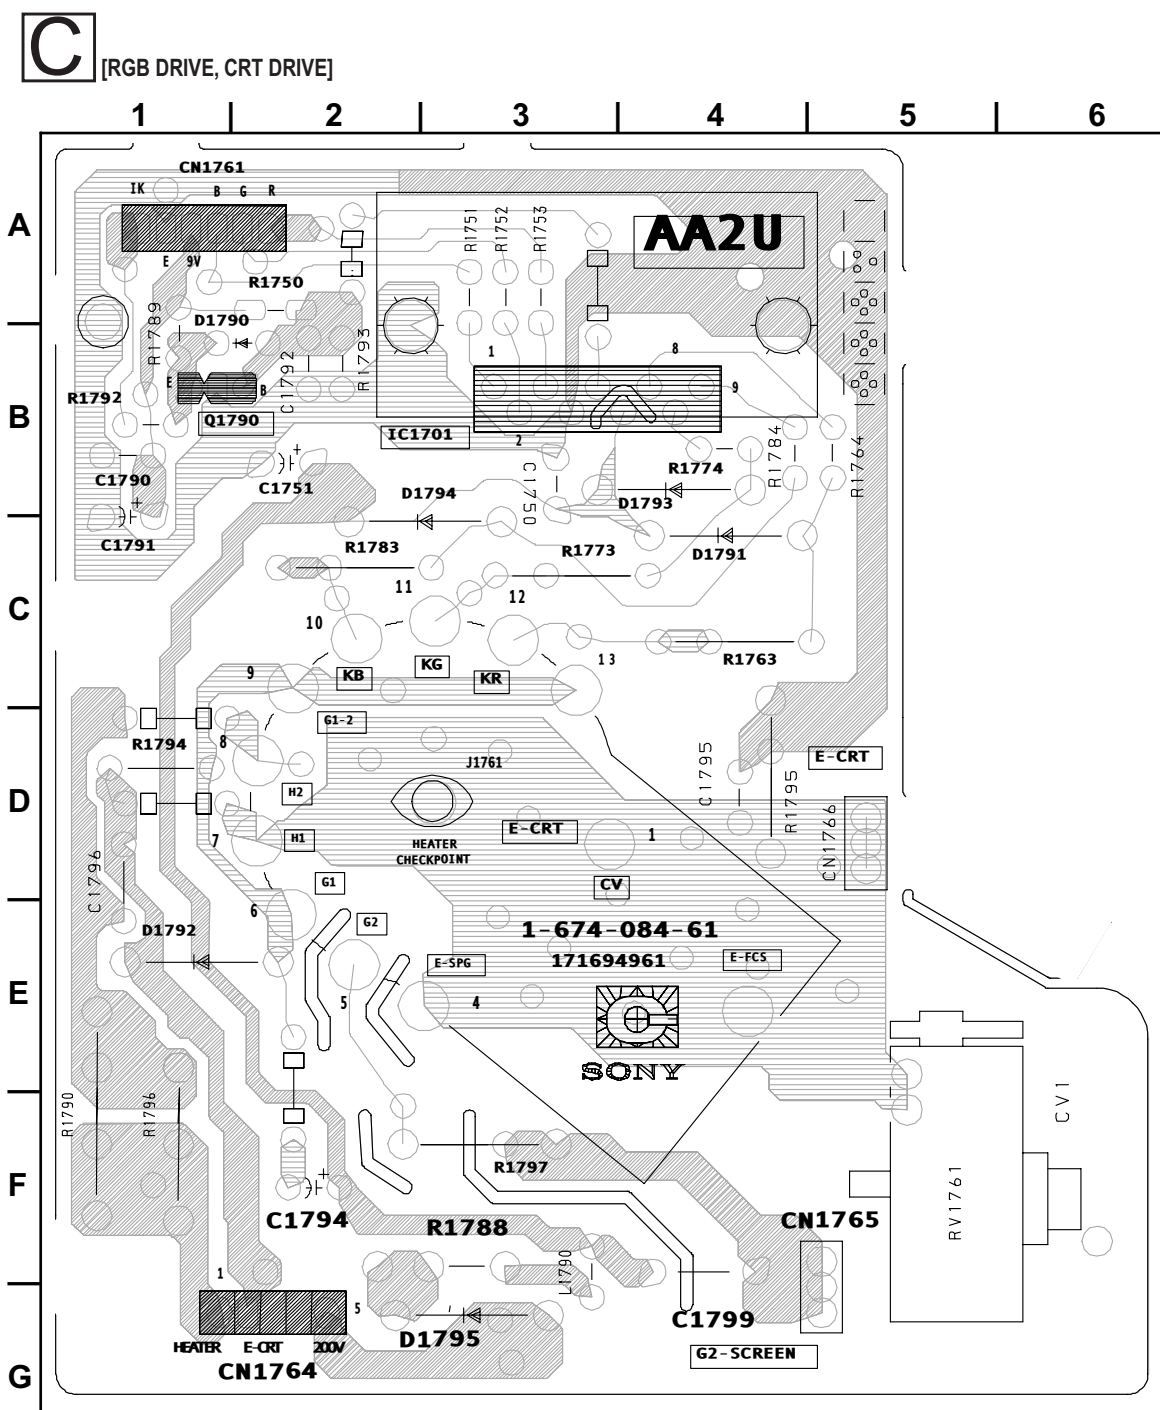 C [RGB DRIVE, CRT DRIVE]
1 2 3 4 5 6
CN1761
IK B G R
A
R1751
R1752
R1753
AA2U
E 9V
R1750
D1790
R1789
C1792
R1793
1 8
E B 9
R1792
B
Q1790
IC1701
2
R1784
R1764
C1790
C1751
D1794
C1750
R1774
D1793
C1791
R1783
R1773
D1791
11
12
C
10
13
9
KB
KG
KR
R1763
G1-2
R1794
8
J1761
C1795
E-CRT
D
H2
R1795
7
H1
E-CRT
1
CN1766
HEATER
CHECKPOINT
C1796
G1
CV
6
G2
D1792
1-674-084-61
E-SPG
171694961
E-FCS
E
5
4
SONY
R1790
R1796
CV1
R1797
F
C1794
R1788
CN1765
RV1761
1
L1790
5
D1795
C1799
HEATER E-CRT 200V
CN1764
G2-SCREEN
G